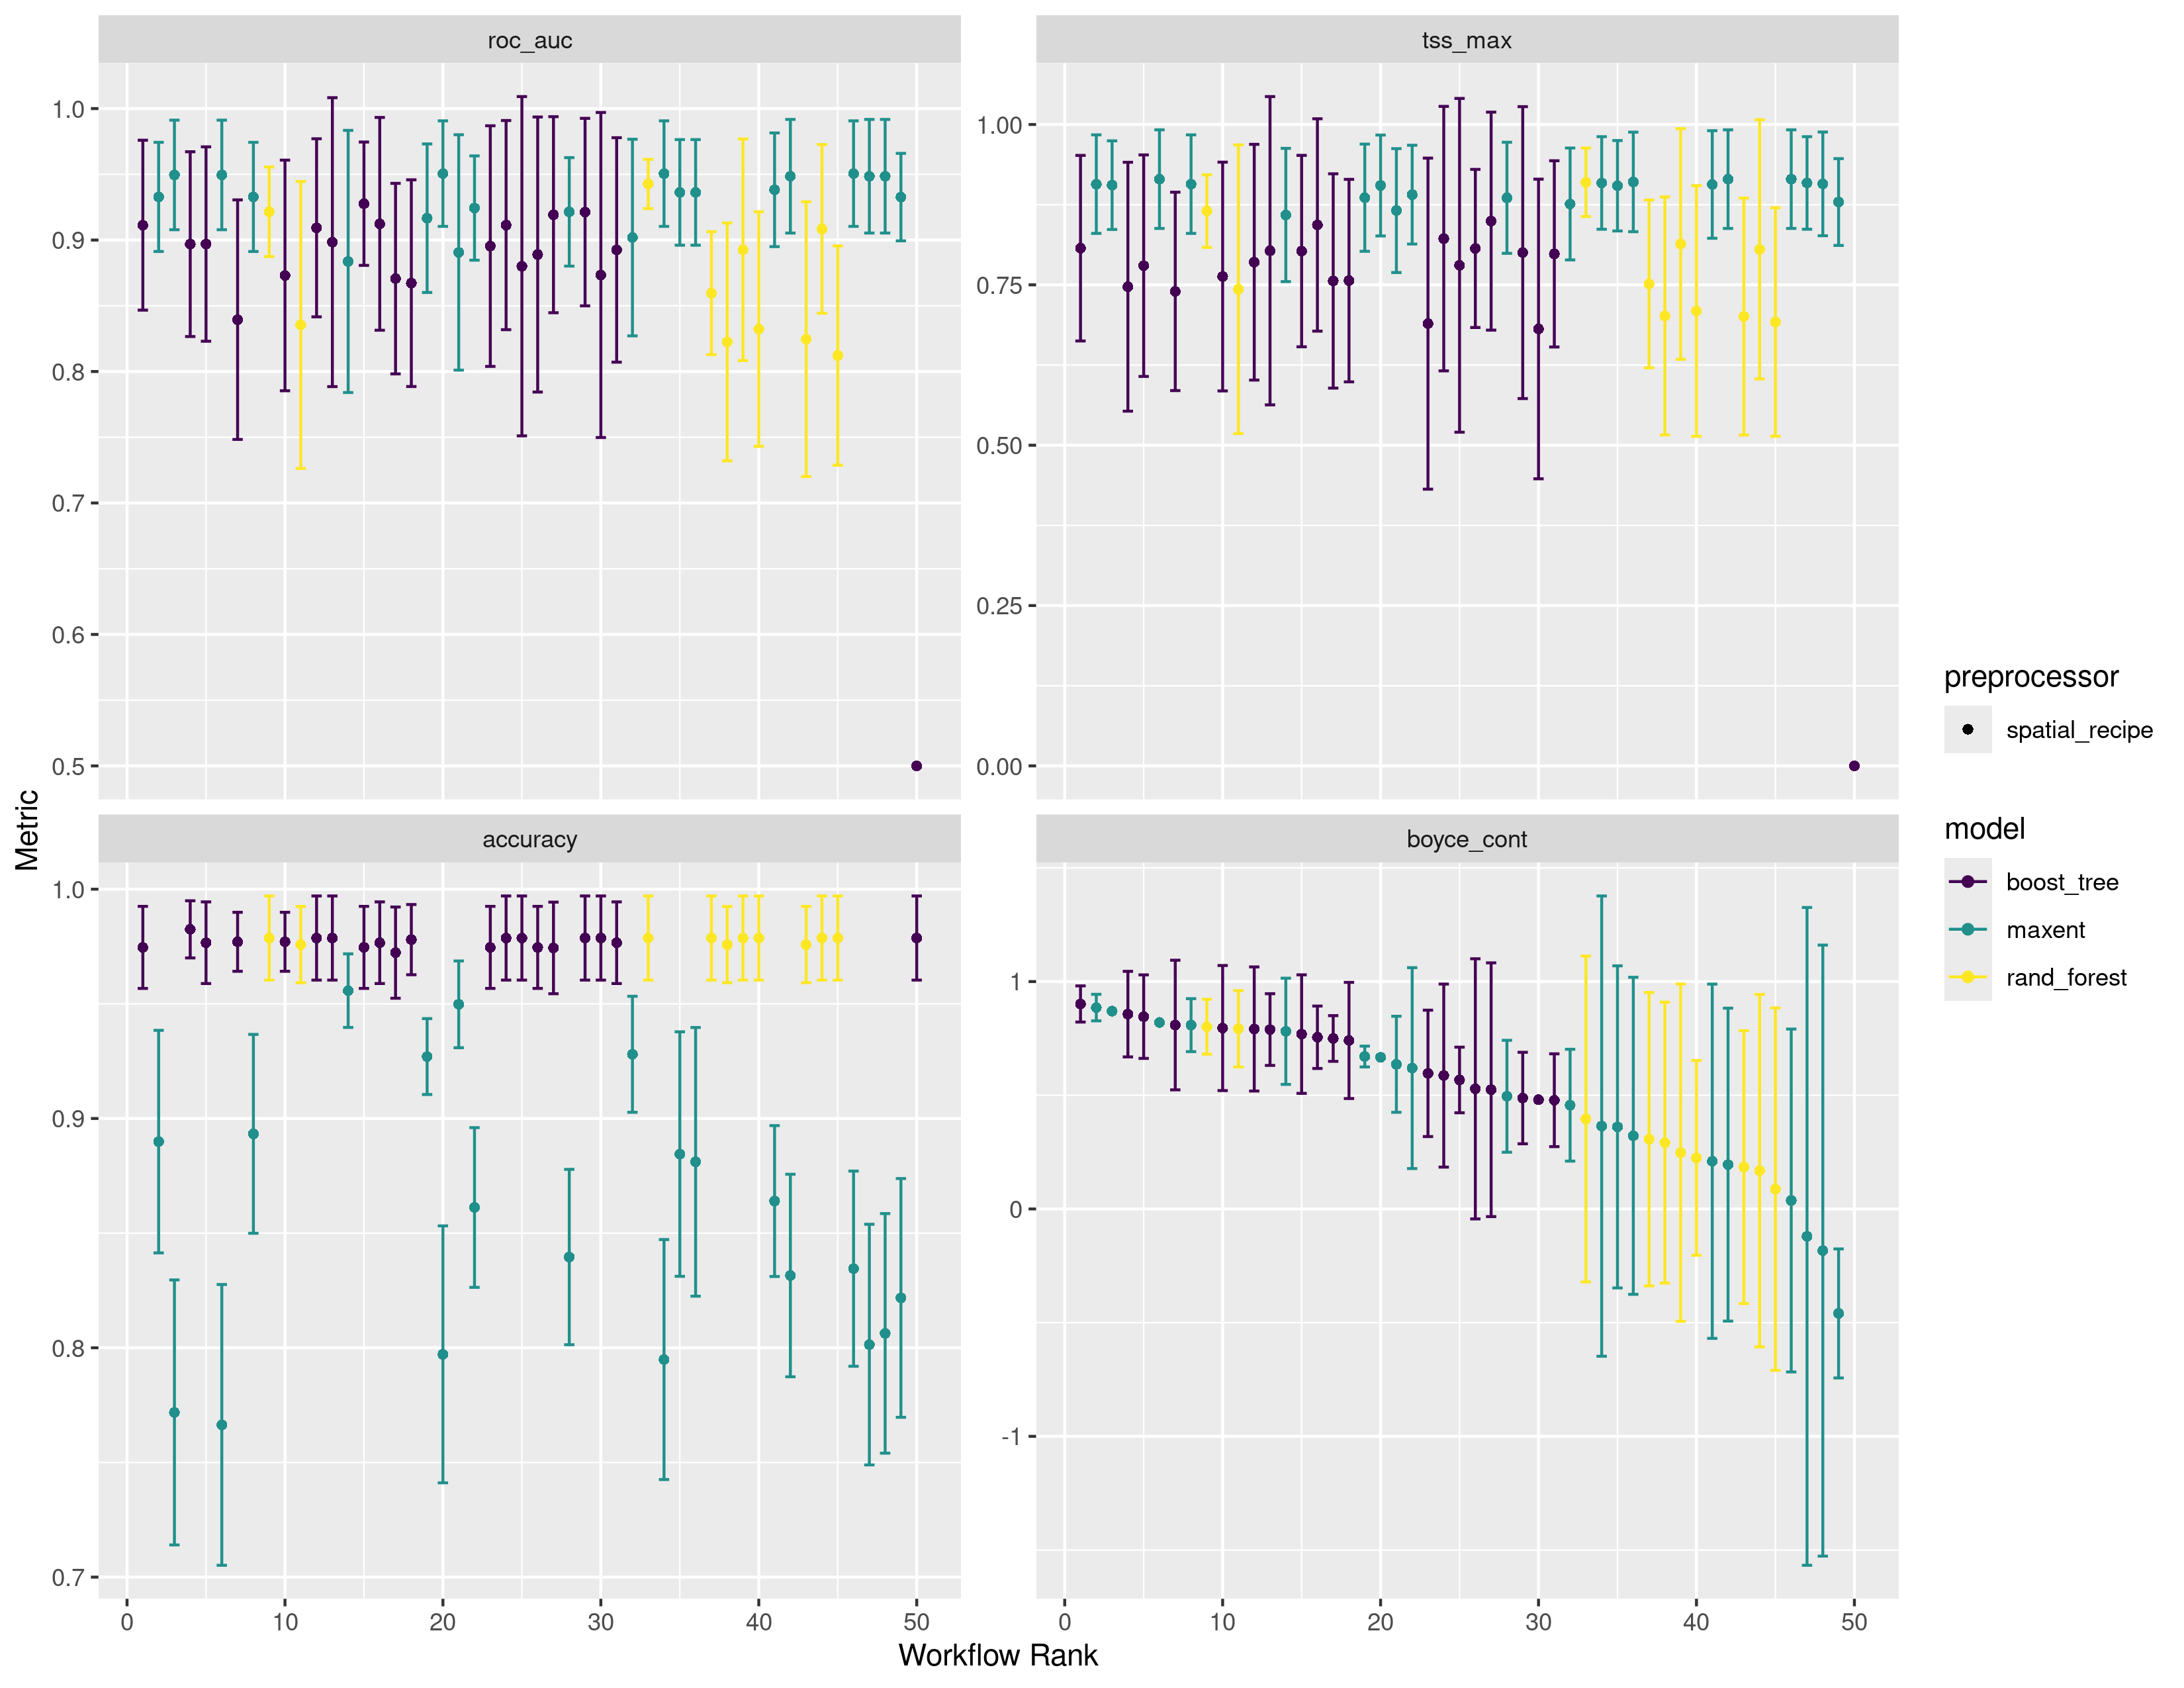 roc_auc
tss_max
1.0
0.9
0.8
0.7
0.6
0.5
1.00
0.75
0.50
0.25
0.00
accuracy
boyce_cont
1.0
0.9
0.8
0.7
1
0
-1
0 10 20 30 40 50
0 10 20 30 40 50
Workflow Rank
Metric
preprocessor
spatial_recipe
model
boost_tree
maxent
rand_forest